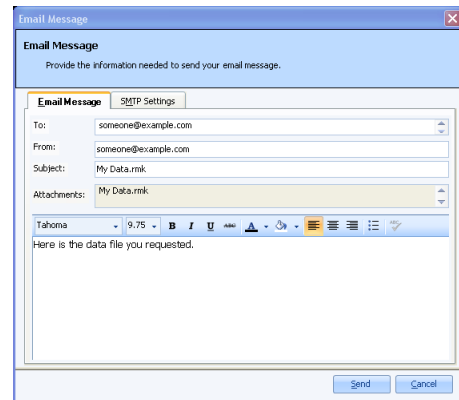 Email Message
Email Message
Provide the information needed to send your email message.
Email Message SMTP Settings
To: someone@example.com
From: someone@example.com
Subject: My Data.rmk
Attachments: My Data.rmk
Tahoma 9.75 B I U ABC A ABC
Here is the data file you requested.
Send Cancel